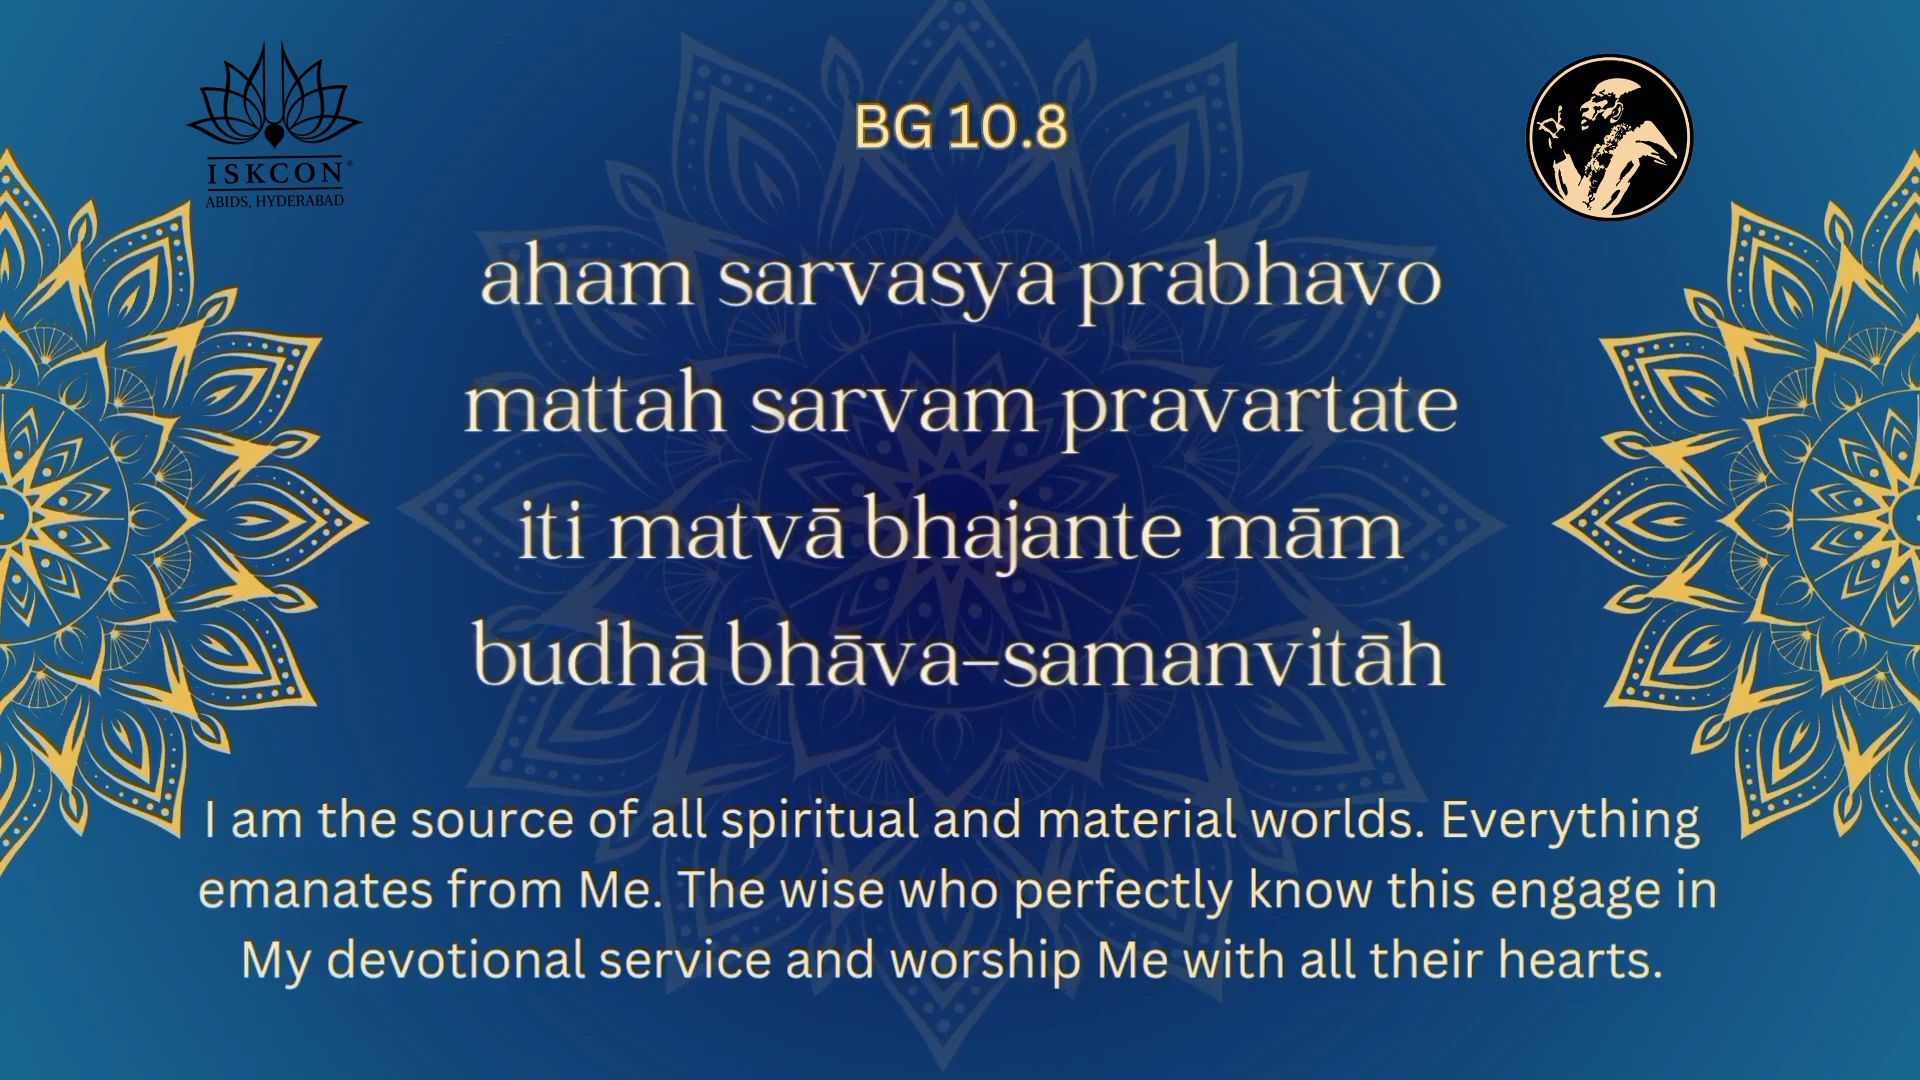 ISKCON®
ABIDS, HYDERABAD
BG 10.8
aham sarvasya prabhavo
mattah sarvam pravartate
iti matvā bhajante mām
budhā bhāva–samanvitāh
I am the source of all spiritual and material worlds. Everything
emanates from Me. The wise who perfectly know this engage in
My devotional service and worship Me with all their hearts.